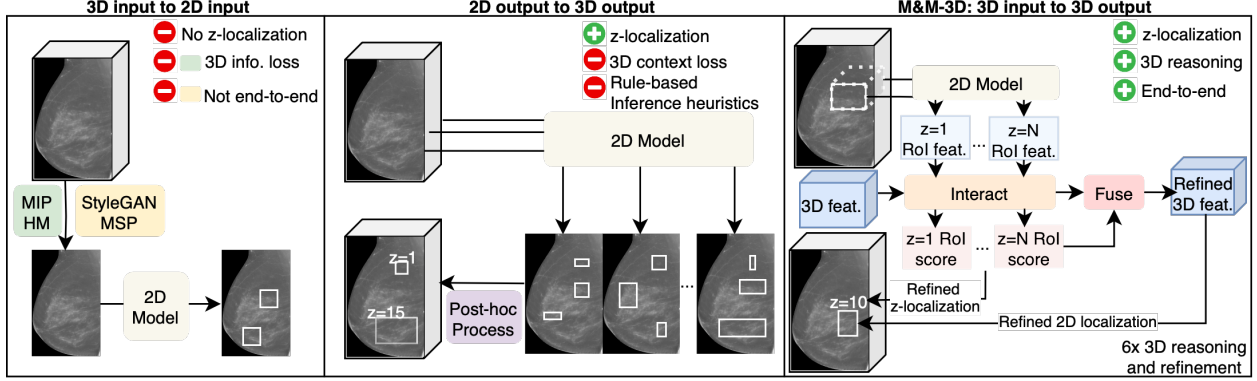 3D input to 2D input
No z-localization
3D info. loss
Not end-to-end
MIP
HM
StyleGAN
MSP
2D
Model
2D output to 3D output
z-localization
3D context loss
Rule-based
Inference heuristics
2D Model
z=1
z=15
Post-hoc
Process
...
M&M-3D: 3D input to 3D output
z-localization
3D reasoning
End-to-end
2D Model
z=1
RoI feat.
...
z=N
RoI feat.
3D feat.
Interact
Fuse
Refined
3D feat.
z=1 RoI
score
...
z=N RoI
score
Refined
z-localization
z=10
Refined 2D localization
6x 3D reasoning
and refinement